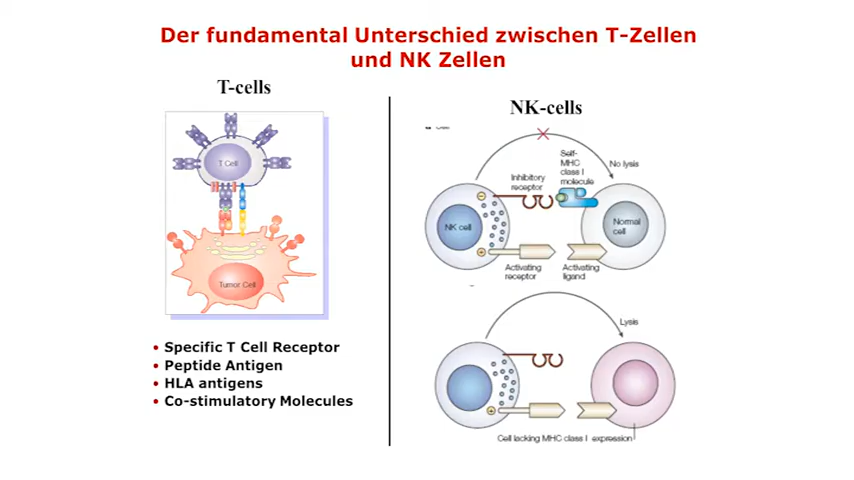 Der fundamental Unterschied zwischen T-Zellen
und NK Zellen
T-cells
T Cell
Tumor Cell
• Specific T Cell Receptor
• Peptide Antigen
• HLA antigens
• Co-stimulatory Molecules
NK-cells
Self-
MHC
class I
molecule
No lysis
Inhibitory
receptor
NK cell
Normal
cell
Activating
receptor
Activating
ligand
Lysis
Cell lacking MHC class I expression